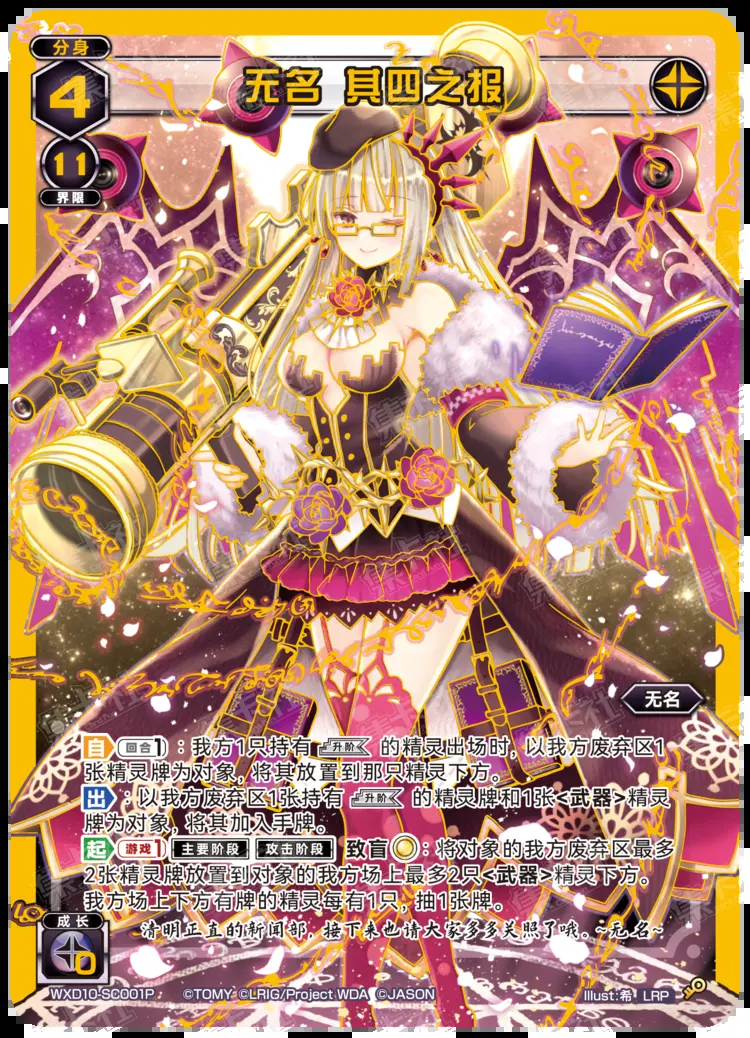 分身
4
无名 其四之报
11
界限
无名
自 回合1：我方1只持有 升阶 的精灵出场时，以我方废弃区1
张精灵牌为对象，将其放置到那只精灵下方。
出：以我方废弃区1张持有 升阶 的精灵牌和1张<武器>精灵
牌为对象，将其加入手牌。
起 游戏1 主要阶段 攻击阶段 致盲：将对象的我方废弃区最多
2张精灵牌放置到对象的我方场上最多2只<武器>精灵下方。
我方场上下方有牌的精灵每有1只，抽1张牌。
清明正直的新闻部，接下来也请大家多多关照了哦。~无名~
成长
0
WXD10-SC001P ©TOMY ©LRIG/Project WDA ©JASON Illust:希 LRP